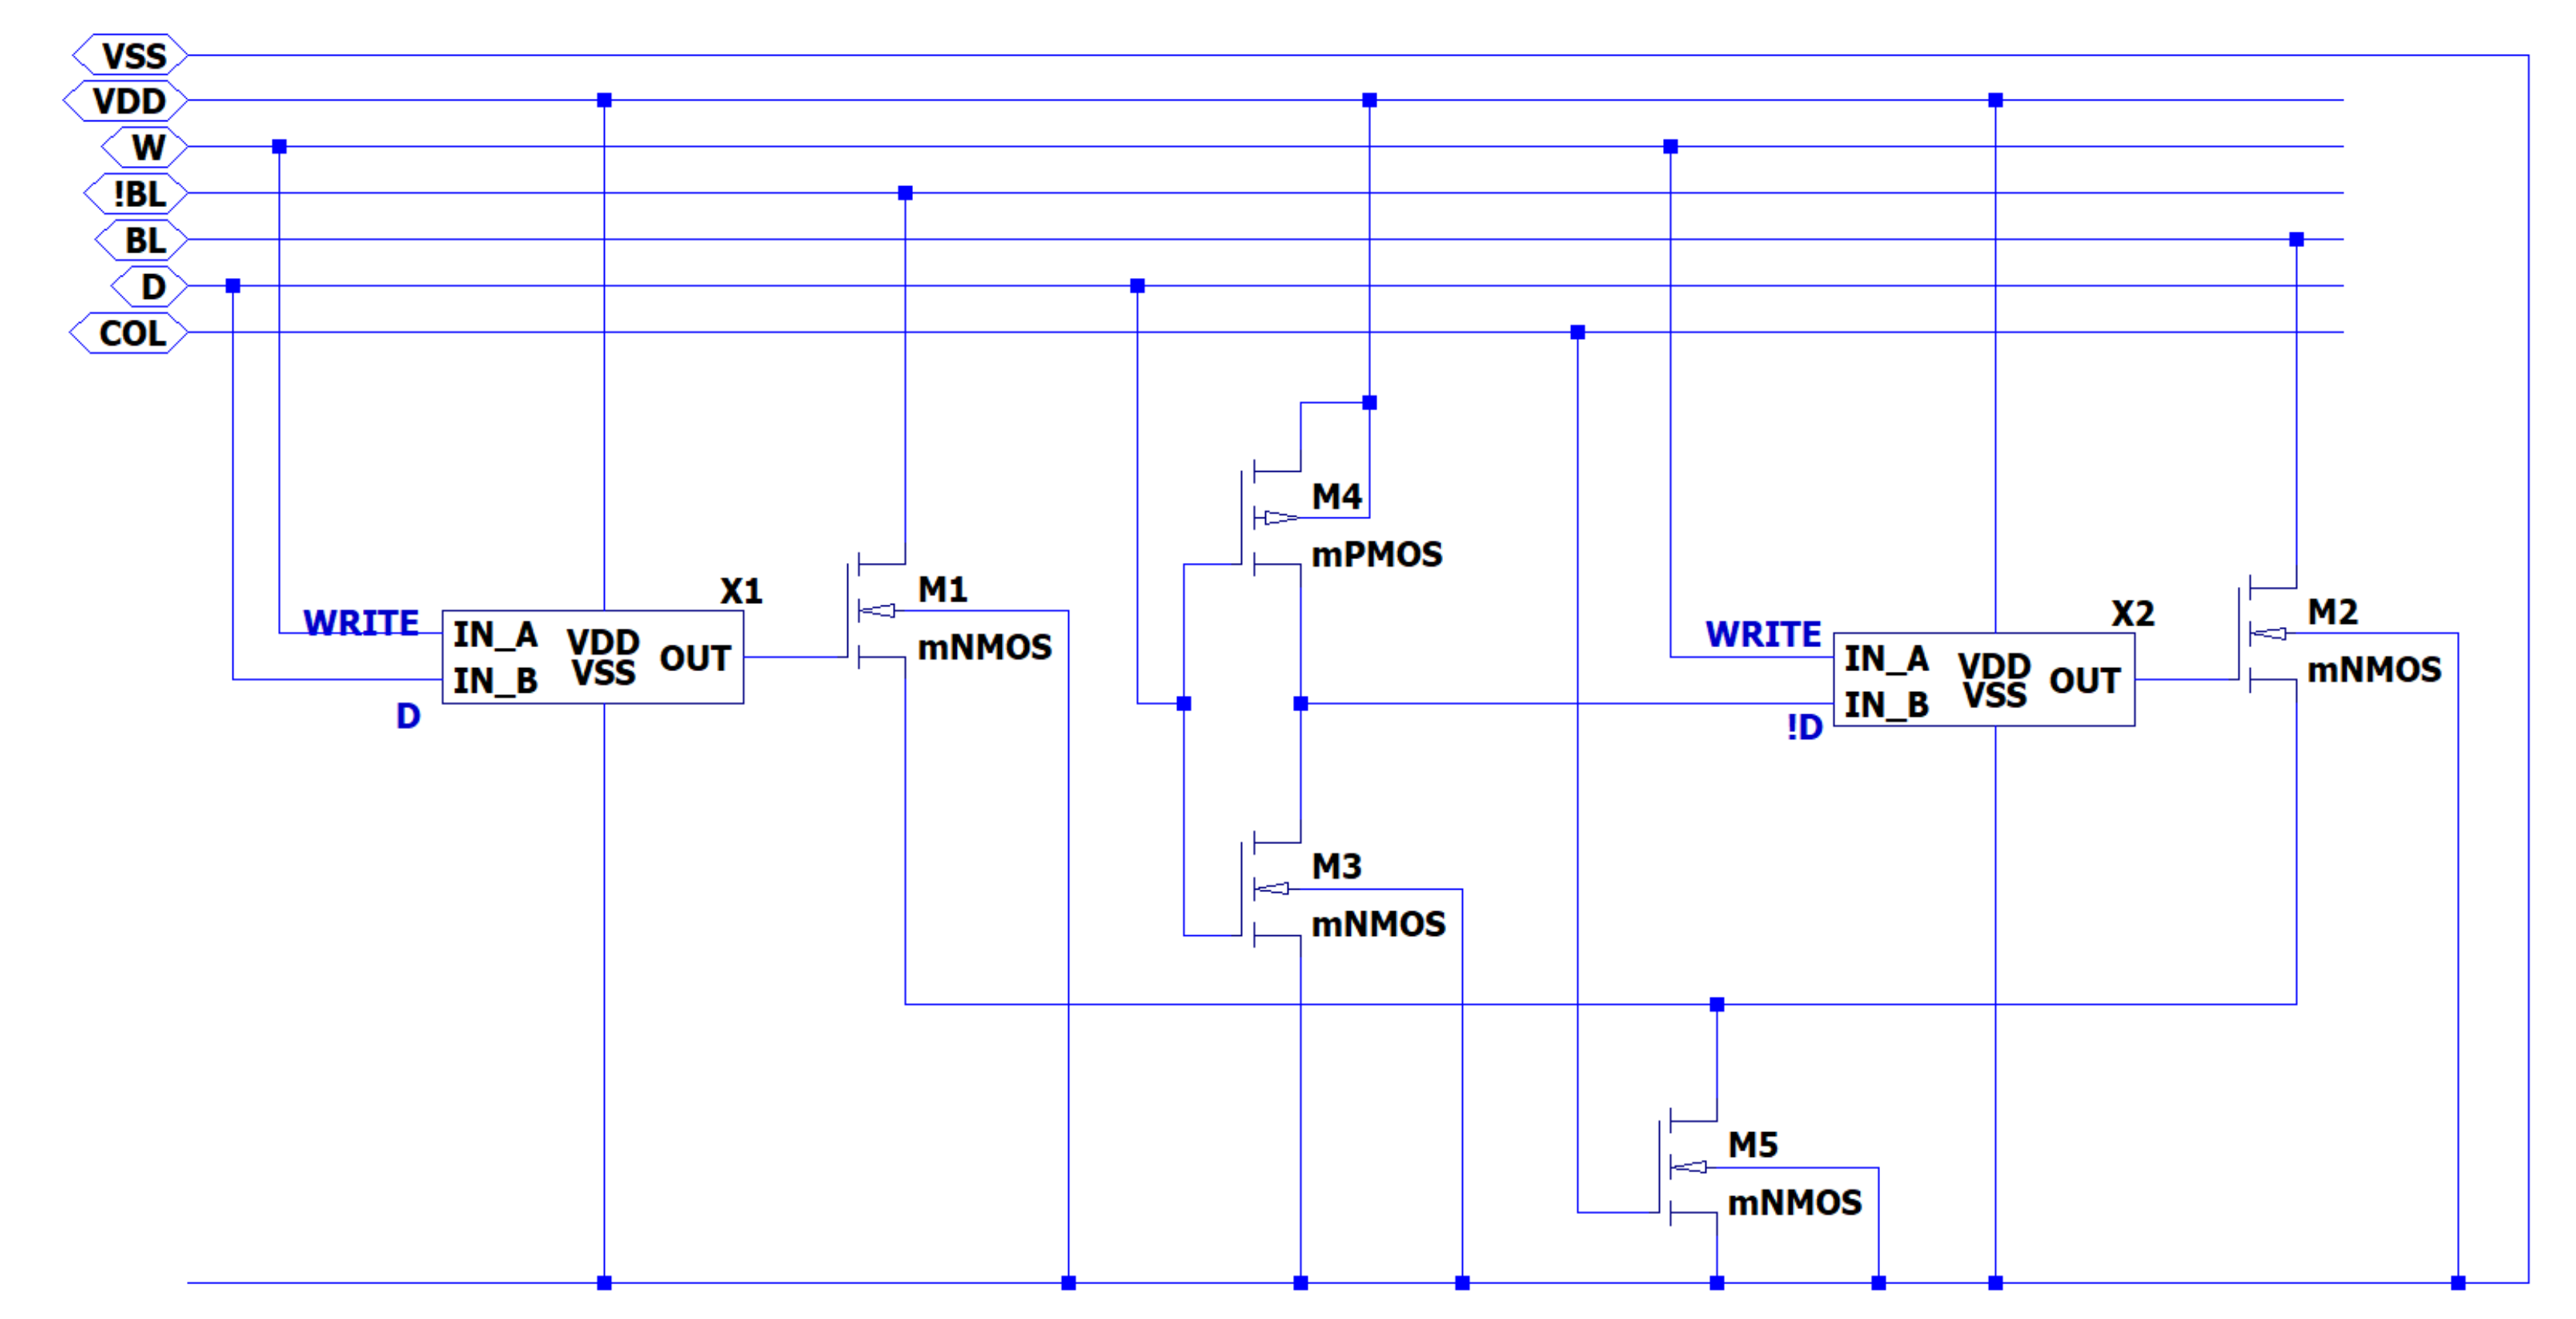 VSS
VDD
W
!BL
BL
D
COL
M4
mPMOS
X1
M1
mNMOS
WRITE
IN_A
IN_B
VDD
VSS
OUT
D
X2
M2
mNMOS
WRITE
IN_A
IN_B
VDD
VSS
OUT
!D
M3
mNMOS
M5
mNMOS